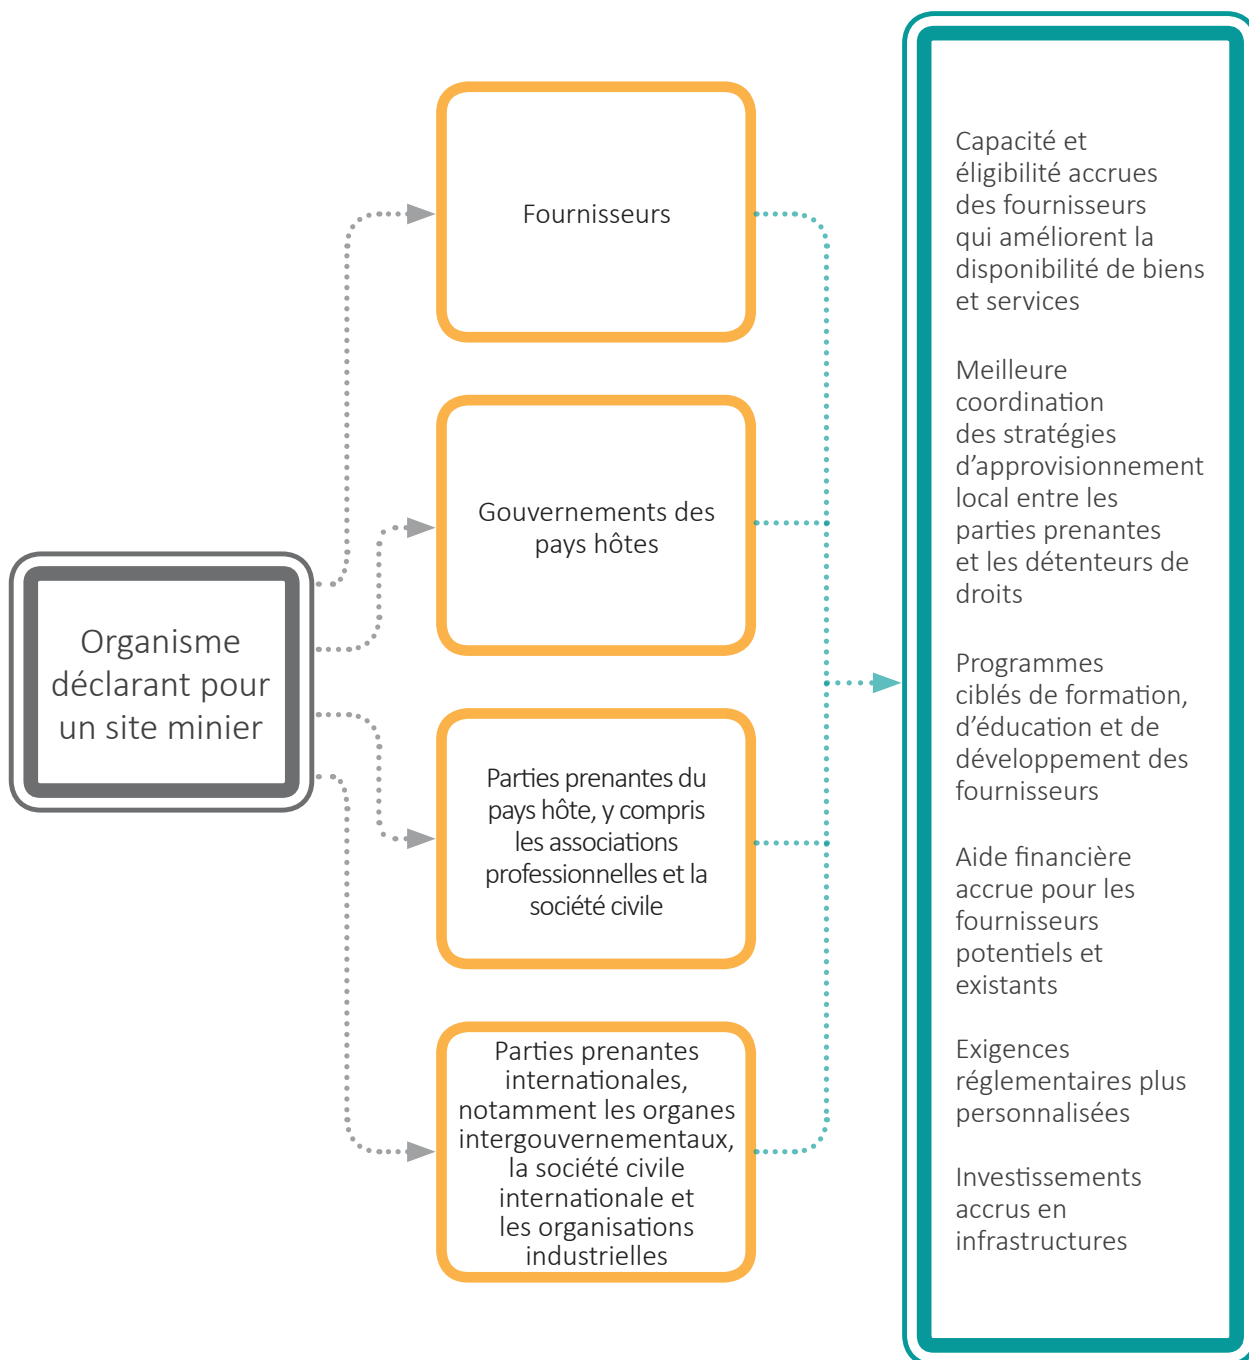 Organisme
déclarant pour
un site minier
Fournisseurs
Gouvernements des
pays hôtes
Parties prenantes du
pays hôte, y compris
les associations
professionnelles et la
société civile
Parties prenantes
internationales,
notamment les organes
intergouvernementaux,
la société civile
internationale et
les organisations
industrielles
Capacité et
éligibilité accrues
des fournisseurs
qui améliorent la
disponibilité de biens
et services
Meilleure
coordination
des stratégies
d’approvisionnement
local entre les
parties prenantes
et les détenteurs de
droits
Programmes
ciblés de formation,
d’éducation et de
développement des
fournisseurs
Aide financière
accrue pour les
fournisseurs
potentiels et
existants
Exigences
réglementaires plus
personnalisées
Investissements
accrus en
infrastructures